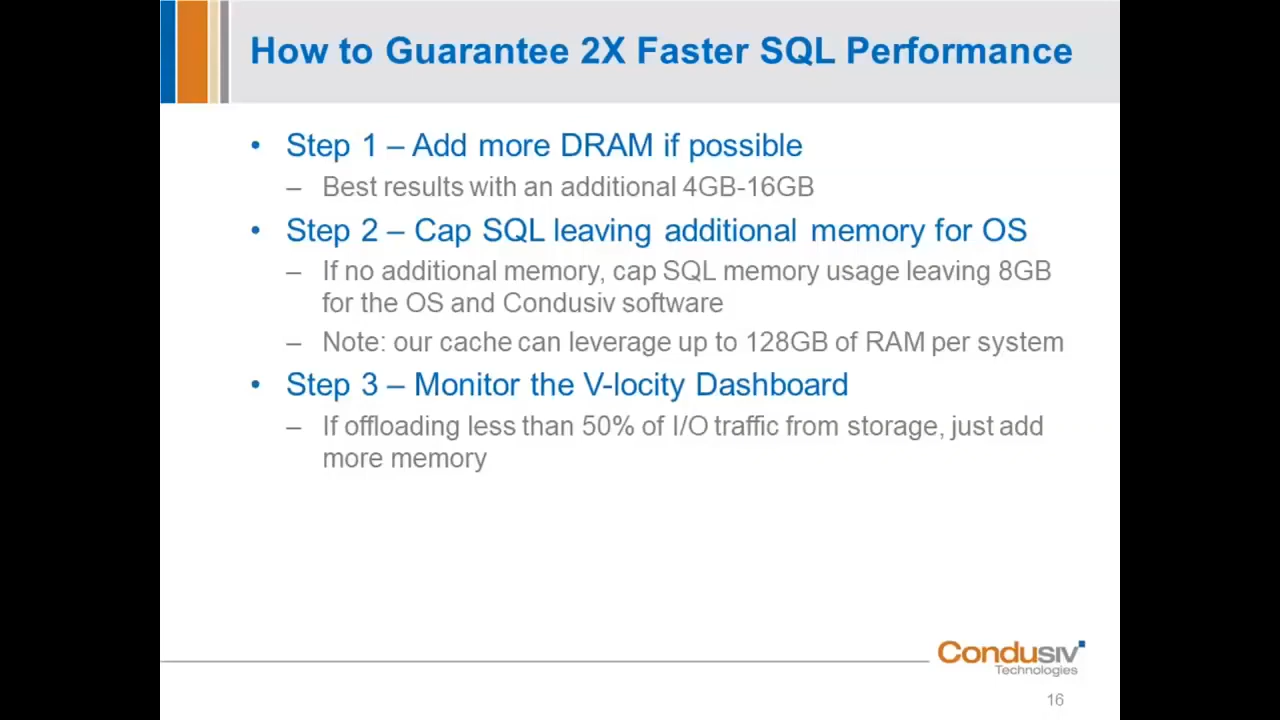 How to Guarantee 2X Faster SQL Performance
• Step 1 – Add more DRAM if possible
– Best results with an additional 4GB-16GB
• Step 2 – Cap SQL leaving additional memory for OS
– If no additional memory, cap SQL memory usage leaving 8GB
for the OS and Condusiv software
– Note: our cache can leverage up to 128GB of RAM per system
• Step 3 – Monitor the V-locity Dashboard
– If offloading less than 50% of I/O traffic from storage, just add
more memory
Condusiv
Technologies
16